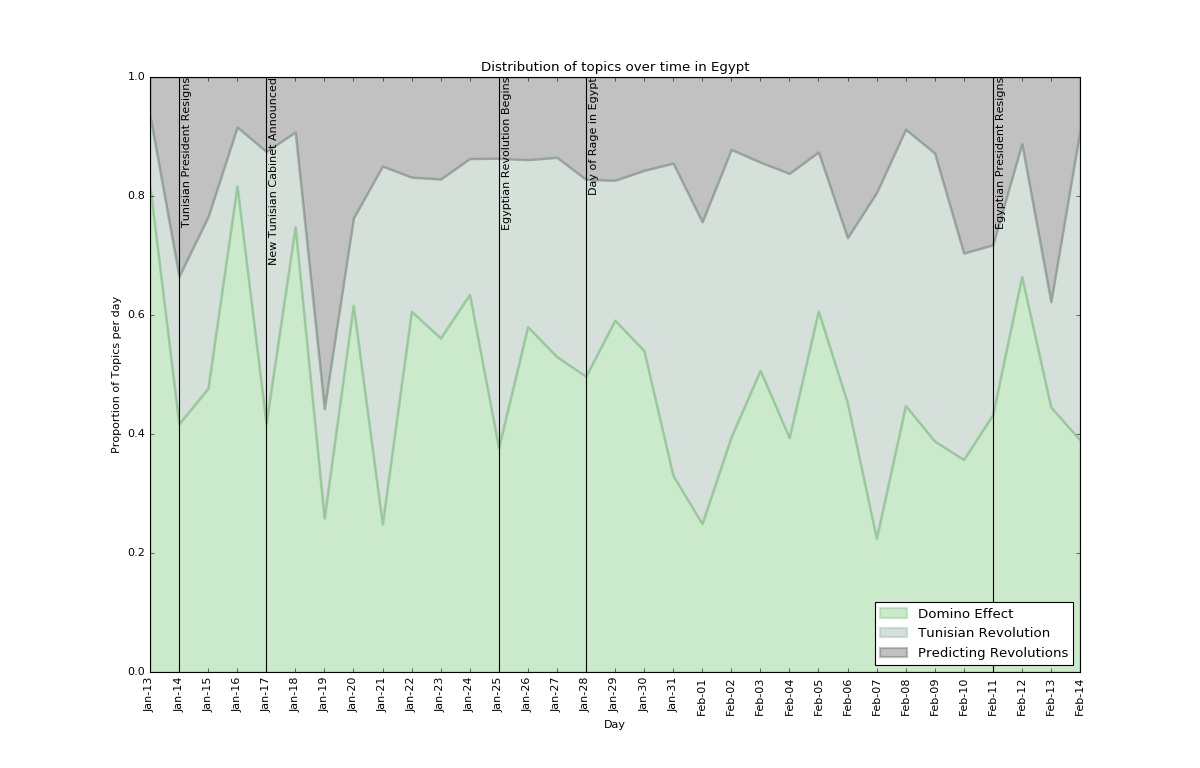 Distribution of topics over time in Egypt
1.0
0.8
0.6
0.4
0.2
0.0
Proportion of Topics per day
Tunisian President Resigns
New Tunisian Cabinet Announced
Egyptian Revolution Begins
Day of Rage in Egypt
Egyptian President Resigns
Domino Effect
Tunisian Revolution
Predicting Revolutions
Jan-13
Jan-14
Jan-15
Jan-16
Jan-17
Jan-18
Jan-19
Jan-20
Jan-21
Jan-22
Jan-23
Jan-24
Jan-25
Jan-26
Jan-27
Jan-28
Jan-29
Jan-30
Jan-31
Feb-01
Feb-02
Feb-03
Feb-04
Feb-05
Feb-06
Feb-07
Feb-08
Feb-09
Feb-10
Feb-11
Feb-12
Feb-13
Feb-14
Day